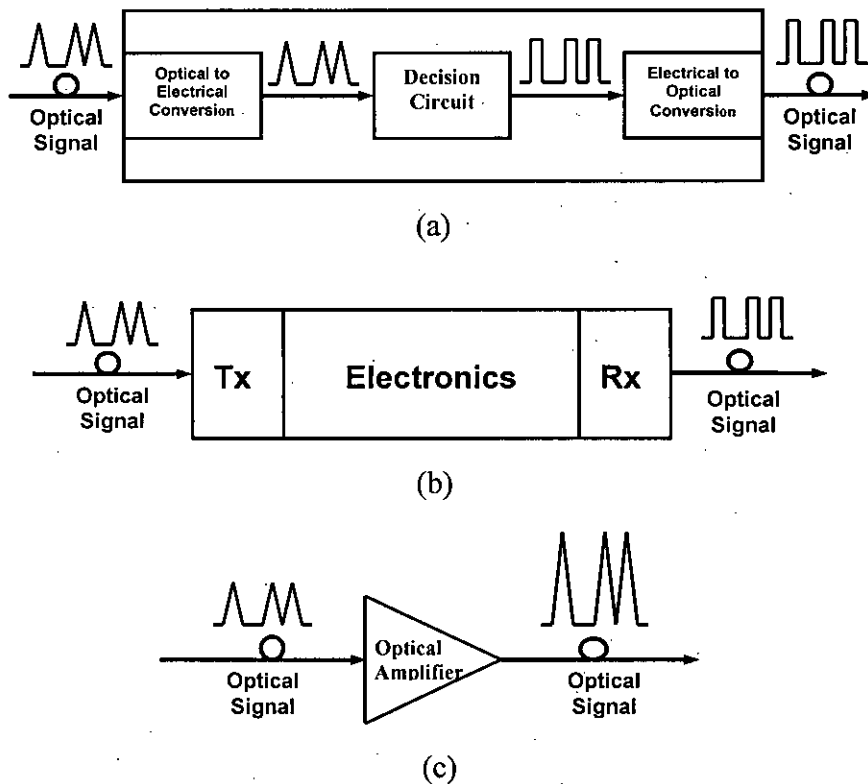 Optical to
Electrical
Conversion
Decision
Circuit
Electrical to
Optical
Conversion
Optical
Signal
Optical
Signal
(a)
Tx
Electronics
Rx
Optical
Signal
Optical
Signal
(b)
Optical
Amplifier
Optical
Signal
Optical
Signal
(c)